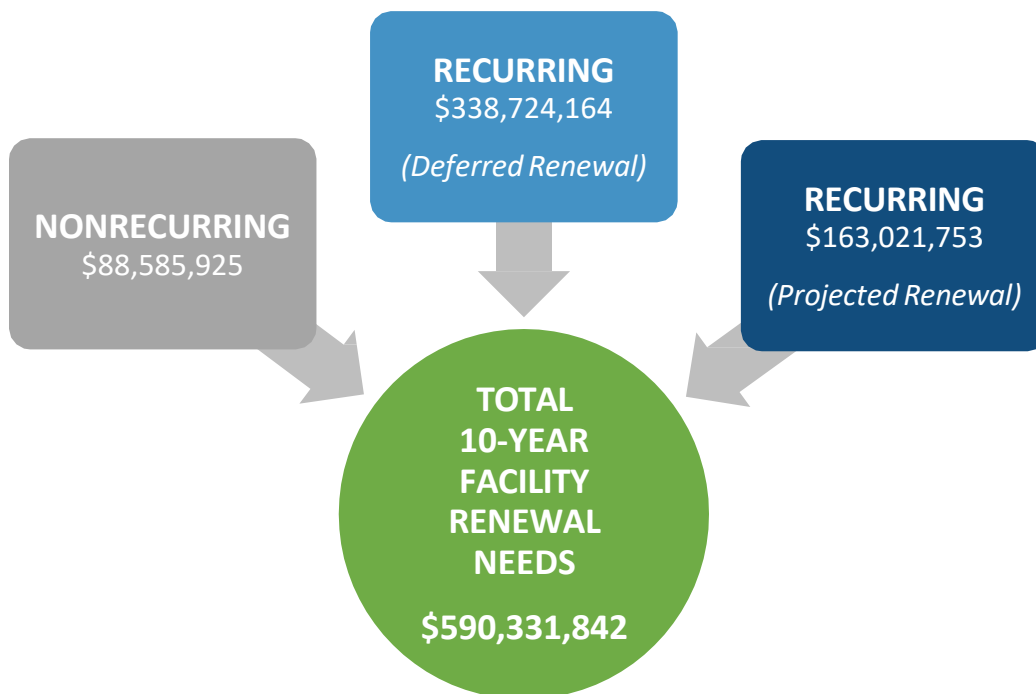 NONRECURRING
$88,585,925
RECURRING
$338,724,164
(Deferred Renewal)
RECURRING
$163,021,753
(Projected Renewal)
TOTAL
10-YEAR
FACILITY
RENEWAL
NEEDS
$590,331,842